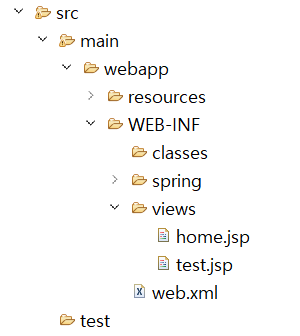 src
main
webapp
resources
WEB-INF
classes
spring
views
home.jsp
test.jsp
web.xml
test